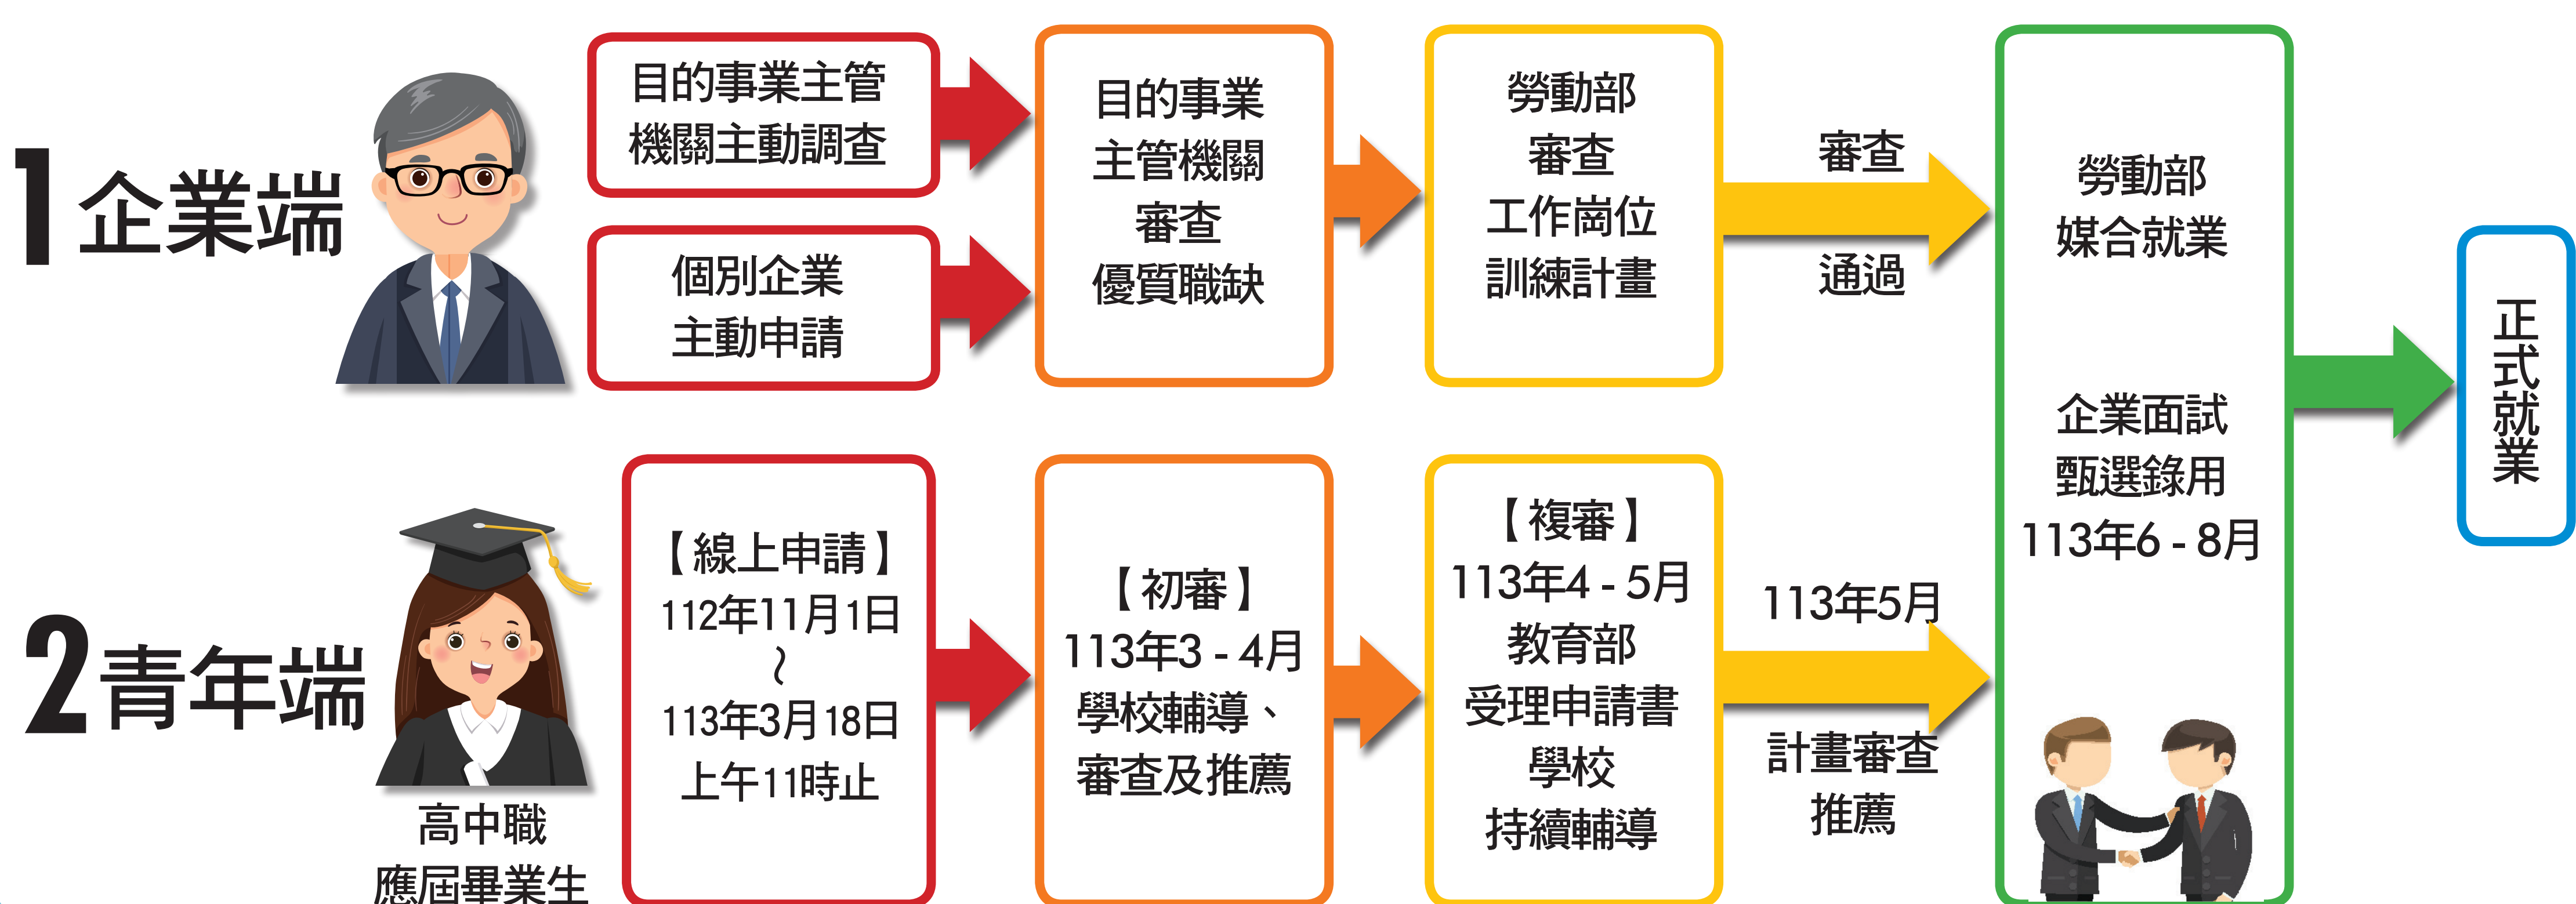 1企業端
目的事業主管
機關主動調查
個別企業
主動申請
目的事業
主管機關
審查
優質職缺
勞動部
審查
工作崗位
訓練計畫
審查
通過
勞動部
媒合就業
企業面試
甄選錄用
113年6 - 8月
正式就業
2青年端
高中職
應屆畢業生
【線上申請】
112年11月1日
~
113年3月18日
上午11時止
【初審】
113年3 - 4月
學校輔導、
審查及推薦
【複審】
113年4 - 5月
教育部
受理申請書
學校
持續輔導
113年5月
計畫審查
推薦